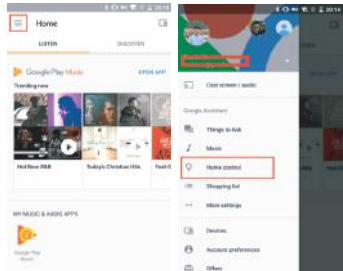 Home
LISTEN
DISCOVER
Google Play Music
OPEN APP
Trending now
Hot New R&B
Today's Christian Hits
Feel-G
MY MUSIC & AUDIO APPS
Google Play
Music
Cast screen / audio
Google Assistant
Things to Ask
Music
Home control
Shopping list
More settings
Devices
Account preferences
Offers